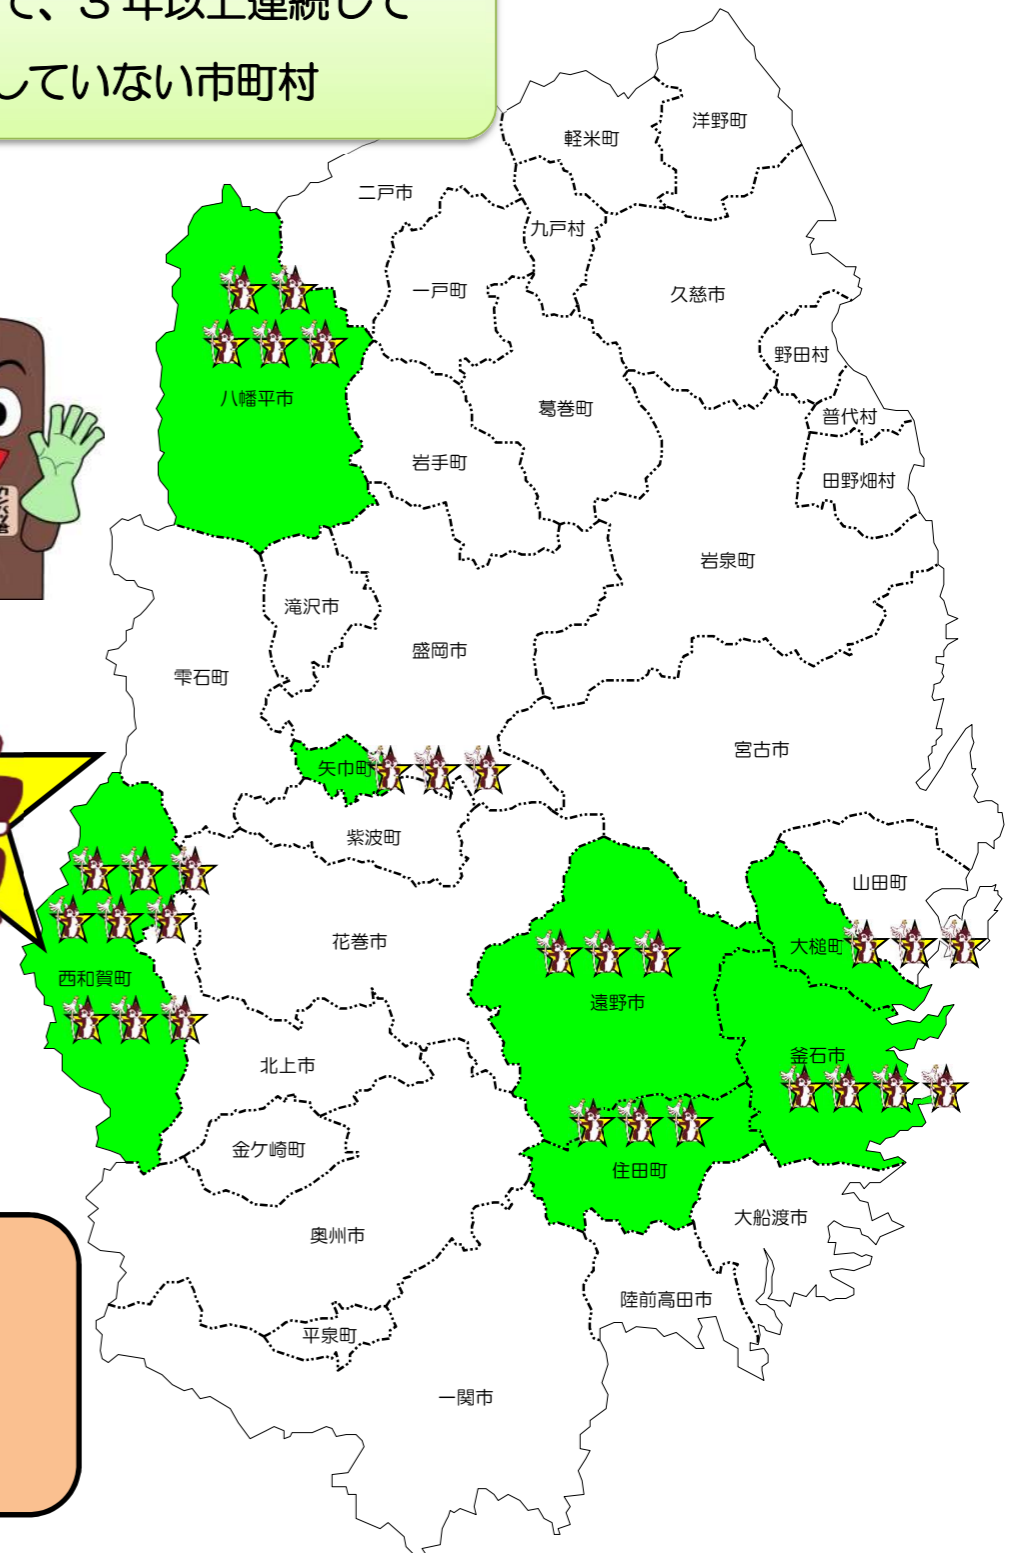 て、3年以上連続して
していない市町村
洋野町
軽米町
二戸市
九戸村
一戸町
久慈市
野田村
八幡平市
葛巻町
普代村
岩手町
田野畑村
岩泉町
滝沢市
盛岡市
雫石町
宮古市
矢巾町
紫波町
山田町
花巻市
大槌町
西和賀町
遠野市
釜石市
北上市
金ケ崎町
住田町
大船渡市
奥州市
陸前高田市
平泉町
一関市